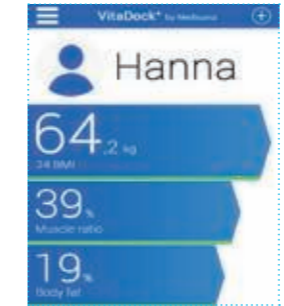 VitaDock+ by Medisana
Hanna
64.2 kg
24 BMI
39%
Muscle ratio
19%
Body fat